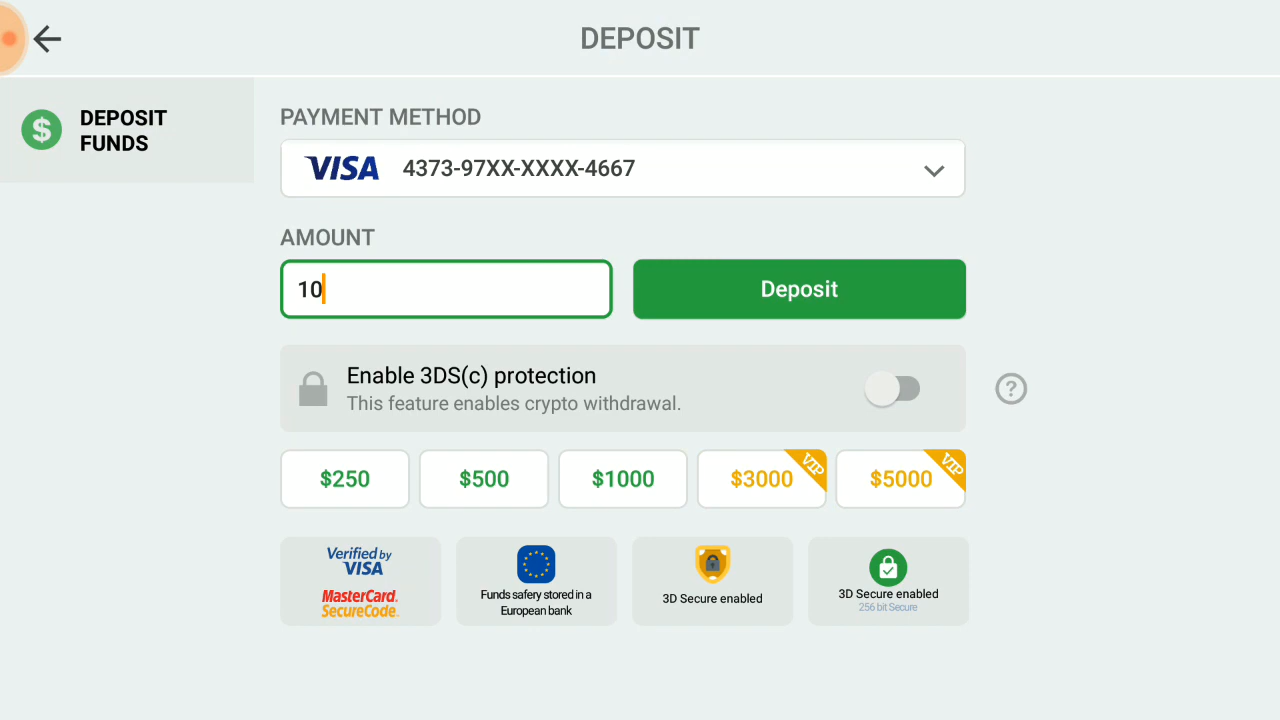 DEPOSIT
$ DEPOSIT
FUNDS
PAYMENT METHOD
VISA 4373-97XX-XXXX-4667
AMOUNT
10
Deposit
Enable 3DS(c) protection
This feature enables crypto withdrawal.
?
$250
$500
$1000
$3000 VIP
$5000 VIP
Verified by
VISA
MasterCard.
SecureCode.
Funds safery stored in a
European bank
3D Secure enabled
3D Secure enabled
256 bit Secure